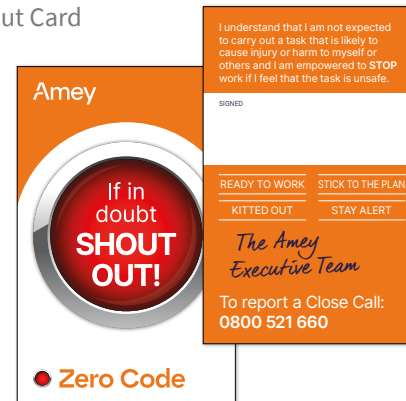 ut Card
Amey
If in
doubt
SHOUT
OUT!
Zero Code
I understand that I am not expected
to carry out a task that is likely to
cause injury or harm to myself or
others and I am empowered to STOP
work if I feel that the task is unsafe.
SIGNED
READY TO WORK STICK TO THE PLAN
KITTED OUT STAY ALERT
The Amey
Executive Team
To report a Close Call:
0800 521 660